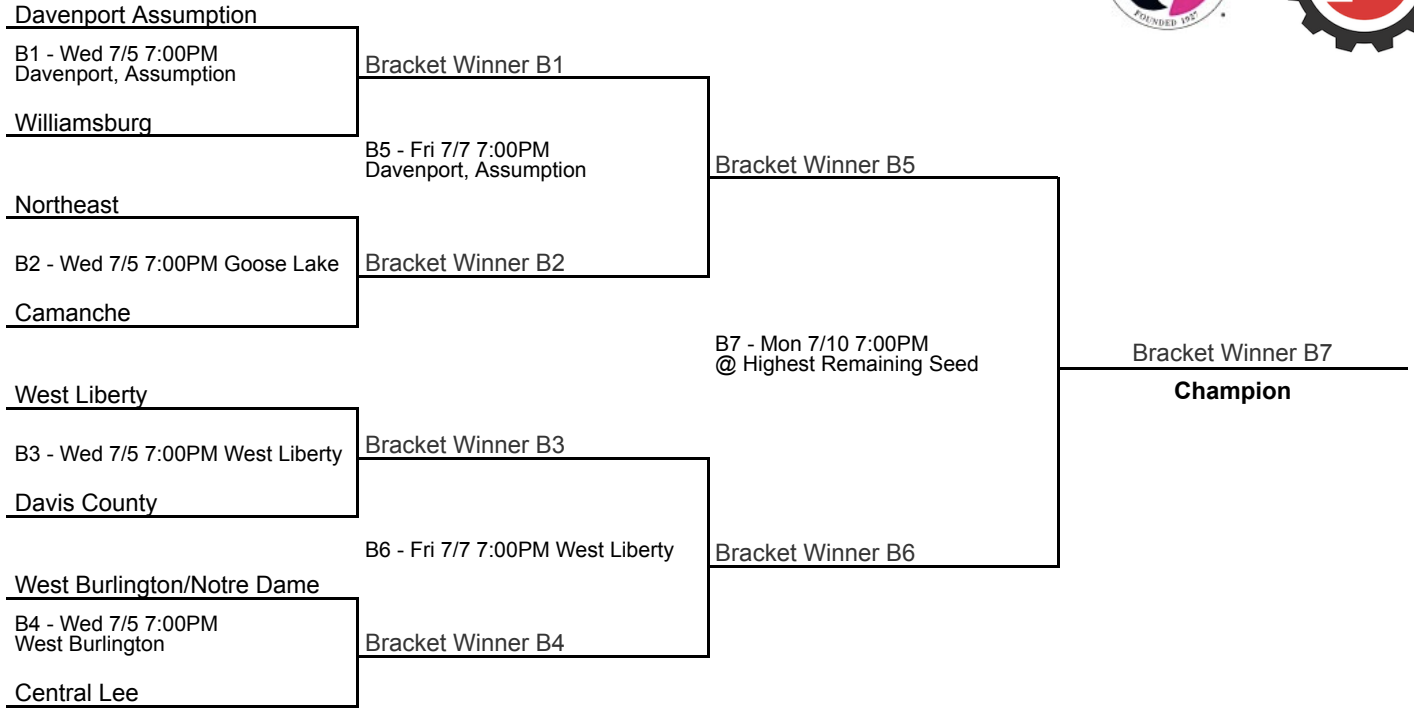 Davenport Assumption
B1 - Wed 7/5 7:00PM
Davenport, Assumption
Williamsburg
Bracket Winner B1
B5 - Fri 7/7 7:00PM
Davenport, Assumption
Northeast
B2 - Wed 7/5 7:00PM Goose Lake
Camanche
Bracket Winner B2
Bracket Winner B5
B7 - Mon 7/10 7:00PM
@ Highest Remaining Seed
Bracket Winner B7
Champion
West Liberty
B3 - Wed 7/5 7:00PM West Liberty
Davis County
Bracket Winner B3
B6 - Fri 7/7 7:00PM West Liberty
Bracket Winner B6
West Burlington/Notre Dame
B4 - Wed 7/5 7:00PM
West Burlington
Central Lee
Bracket Winner B4
FOUNDED 1927